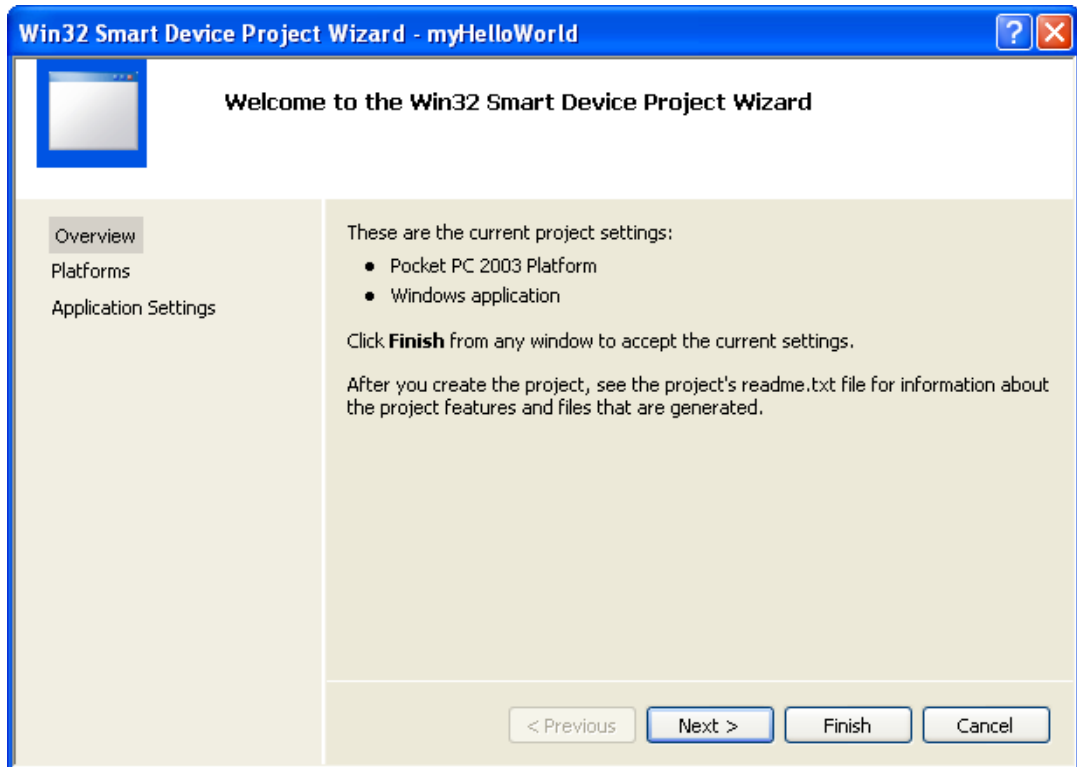 Win32 Smart Device Project Wizard - myHelloWorld
Welcome to the Win32 Smart Device Project Wizard
Overview
Platforms
Application Settings
These are the current project settings:
● Pocket PC 2003 Platform
● Windows application
Click Finish from any window to accept the current settings.
After you create the project, see the project's readme.txt file for information about
the project features and files that are generated.
< Previous
Next >
Finish
Cancel